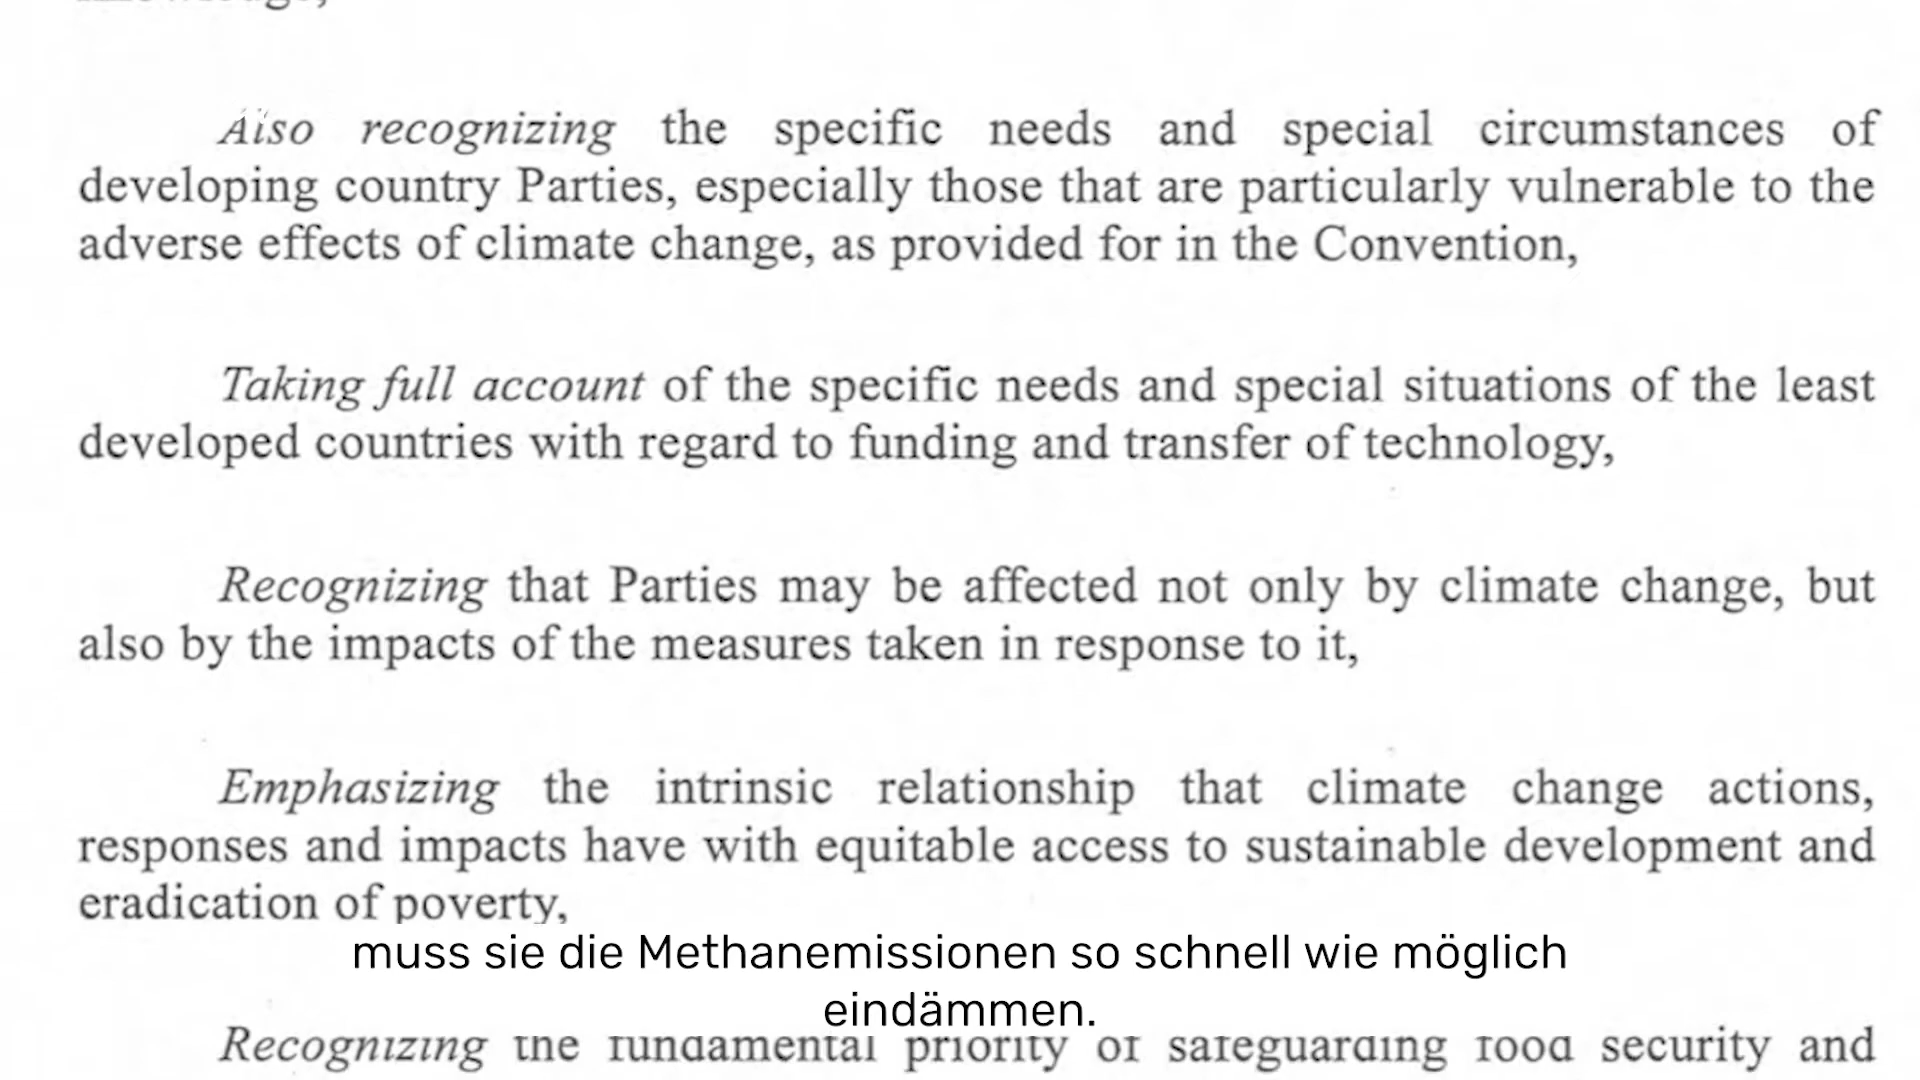 Also recognizing the specific needs and special circumstances of
developing country Parties, especially those that are particularly vulnerable to the
adverse effects of climate change, as provided for in the Convention,
Taking full account of the specific needs and special situations of the least
developed countries with regard to funding and transfer of technology,
Recognizing that Parties may be affected not only by climate change, but
also by the impacts of the measures taken in response to it,
Emphasizing the intrinsic relationship that climate change actions,
responses and impacts have with equitable access to sustainable development and
eradication of poverty,
muss sie die Methanemissionen so schnell wie möglich
eindämmen.
Recognizing the fundamental priority of safeguarding food security and